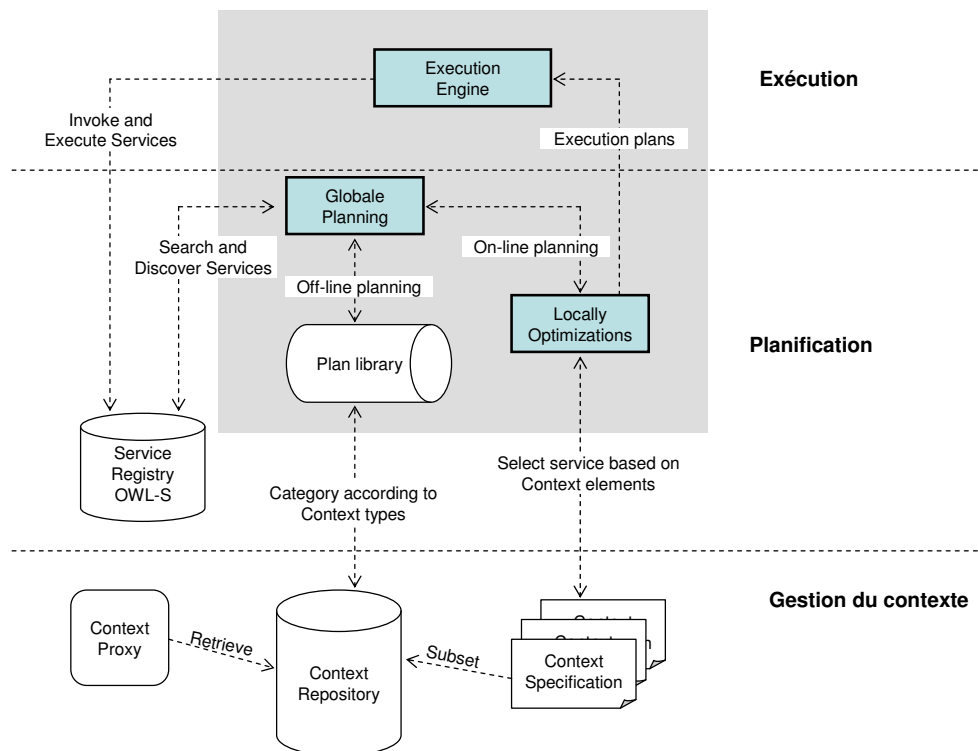 Execution
Engine
Exécution
Invoke and
Execute Services
Execution plans
Globale
Planning
Search and
Discover Services
On-line planning
Off-line planning
Locally
Optimizations
Planification
Plan library
Service
Registry
OWL-S
Select service based on
Context elements
Category according to
Context types
Gestion du contexte
Context
Proxy
Retrieve
Context
Repository
Subset
Context
Specification